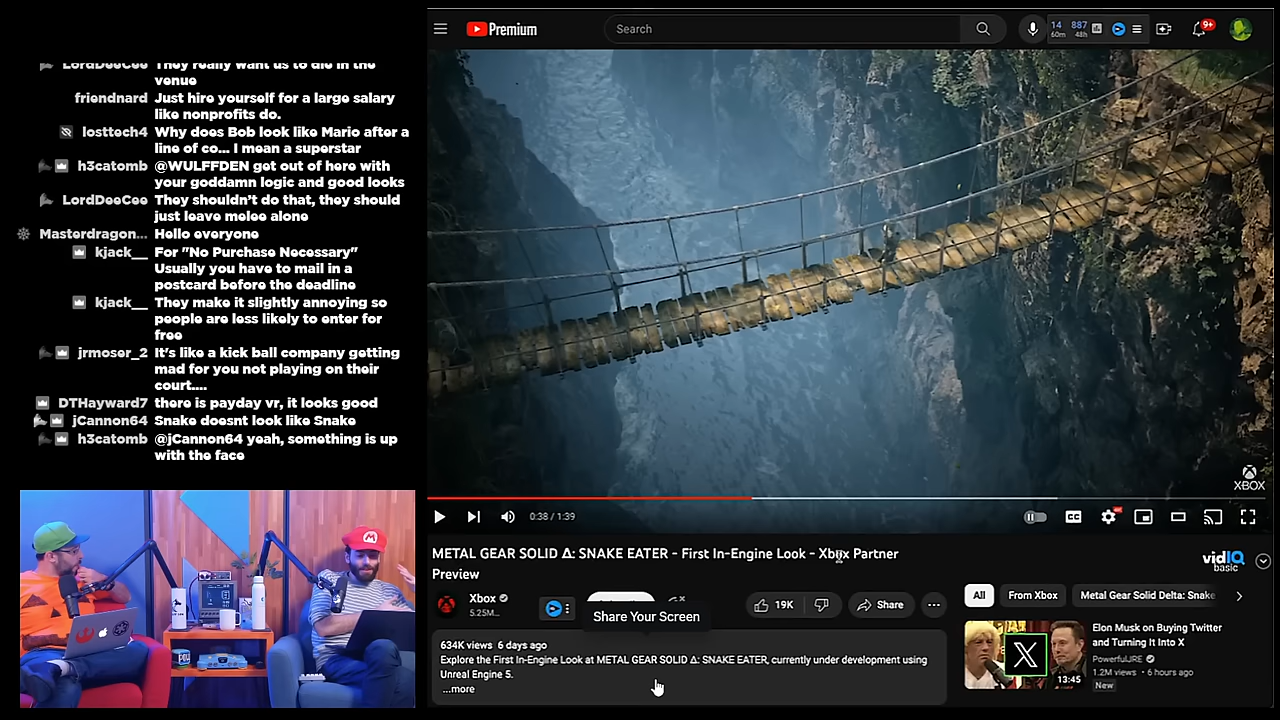 LordDeeCee They really want us to die in the
venue
friendnard Just hire yourself for a large salary
like nonprofits do.
losttech4 Why does Bob look like Mario after a
line of co... I mean a superstar
h3catomb @WULFFDEN get out of here with
your goddamn logic and good looks
LordDeeCee They shouldn't do that, they should
just leave melee alone
Masterdragon... Hello everyone
kjack__ For "No Purchase Necessary"
Usually you have to mail in a
postcard before the deadline
kjack__ They make it slightly annoying so
people are less likely to enter for
free
jrmoser_2 It's like a kick ball company getting
mad for you not playing on their
court....
DTHayward7 there is payday vr, it looks good
jCannon64 Snake doesnt look like Snake
h3catomb @jCannon64 yeah, something is up
with the face
Premium
Search
14 887
60m 48h
9+
XBOX
0:38 / 1:39
CC
METAL GEAR SOLID Δ: SNAKE EATER - First In-Engine Look - Xbox Partner
Preview
vidIQ
basic
Xbox
5.25M...
Share Your Screen
19K
Share
All
From Xbox
Metal Gear Solid Delta: Snake
634K views 6 days ago
Explore the First In-Engine Look at METAL GEAR SOLID Δ: SNAKE EATER, currently under development using
Unreal Engine 5.
...more
Elon Musk on Buying Twitter
and Turning It Into X
PowerfulJRE
1.2M views • 6 hours ago
New
13:45
M